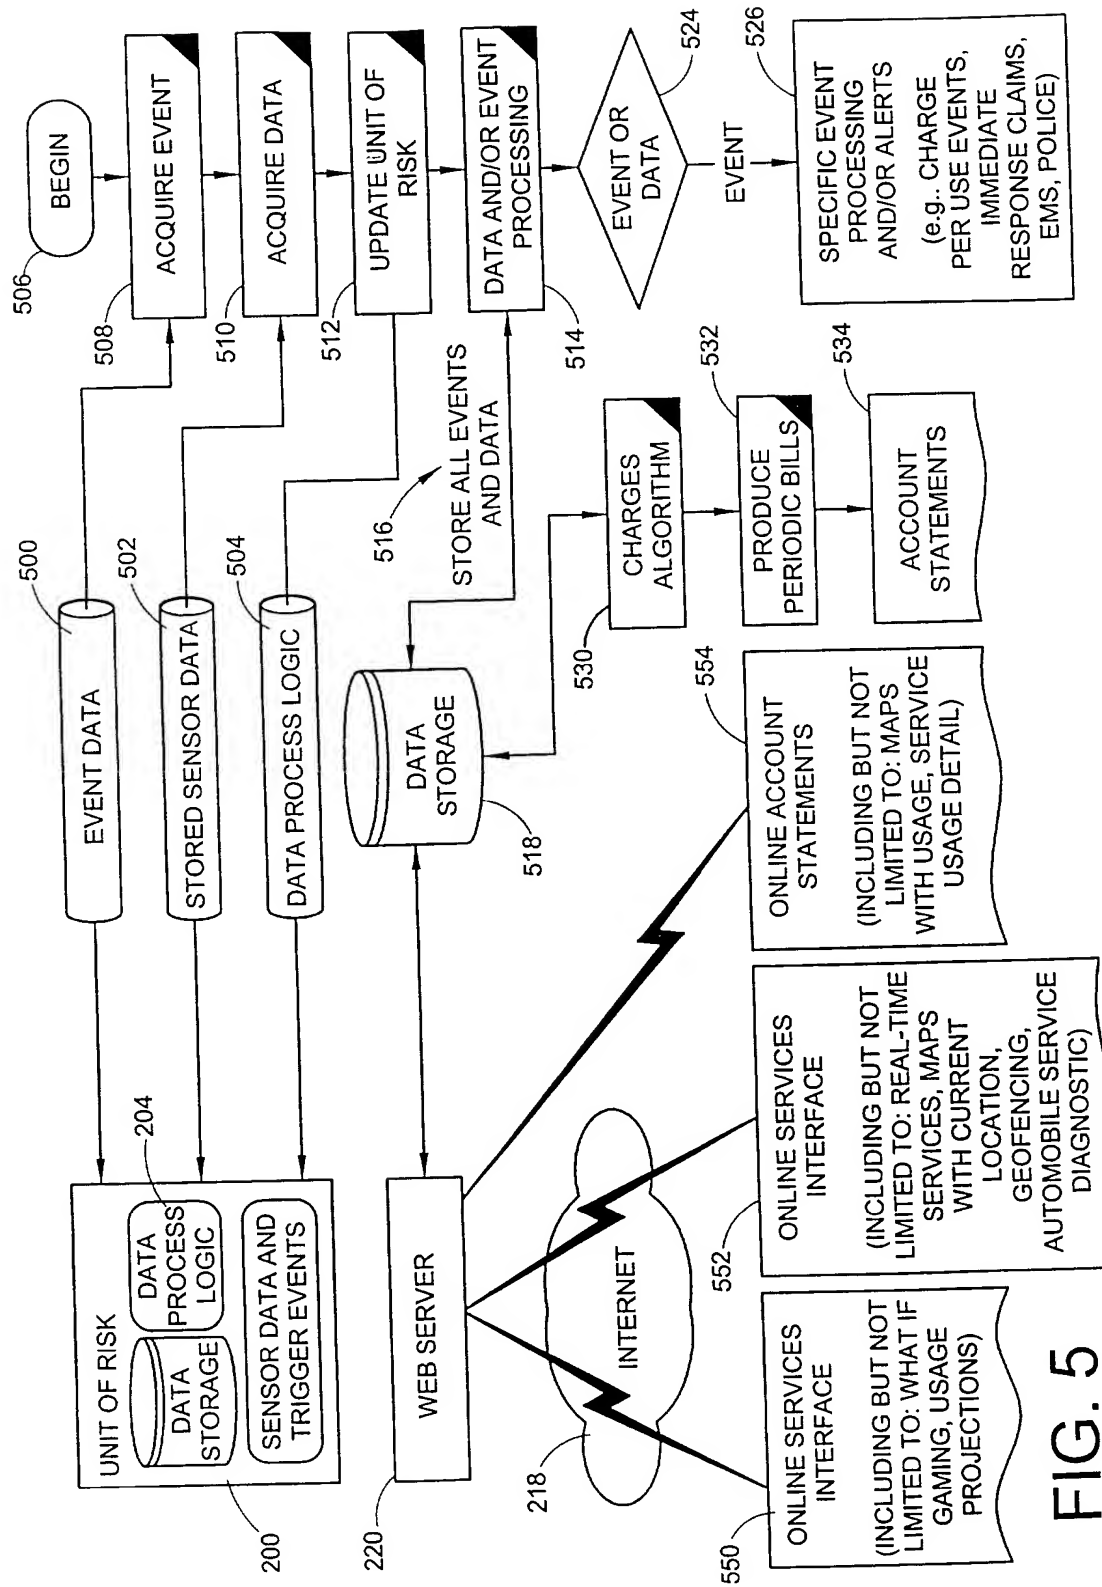 UNIT OF RISK
DATA
STORAGE
DATA
PROCESS
LOGIC
204
SENSOR DATA AND
TRIGGER EVENTS
200
EVENT DATA
500
STORED SENSOR DATA
502
DATA PROCESS LOGIC
504
506
BEGIN
508
ACQUIRE EVENT
510
ACQUIRE DATA
512
UPDATE UNIT OF
RISK
514
DATA AND/OR EVENT
PROCESSING
516
STORE ALL EVENTS
AND DATA
EVENT OR
DATA
524
EVENT
SPECIFIC EVENT
PROCESSING
AND/OR ALERTS
(e.g.. CHARGE
PER USE EVENTS,
IMMEDIATE
RESPONSE CLAIMS,
EMS, POLICE)
526
220
WEB SERVER
DATA
STORAGE
518
530
CHARGES
ALGORITHM
PRODUCE
PERIODIC BILLS
532
ACCOUNT
STATEMENTS
534
218
INTERNET
550
ONLINE SERVICES
INTERFACE
(INCLUDING BUT NOT
LIMITED TO: WHAT IF
GAMING, USAGE
PROJECTIONS)
552
ONLINE SERVICES
INTERFACE
(INCLUDING BUT NOT
LIMITED TO: REAL-TIME
SERVICES, MAPS
WITH CURRENT
LOCATION,
GEOFENCING,
AUTOMOBILE SERVICE
DIAGNOSTIC)
554
ONLINE ACCOUNT
STATEMENTS
(INCLUDING BUT NOT
LIMITED TO: MAPS
WITH USAGE, SERVICE
USAGE DETAIL)
FIG. 5